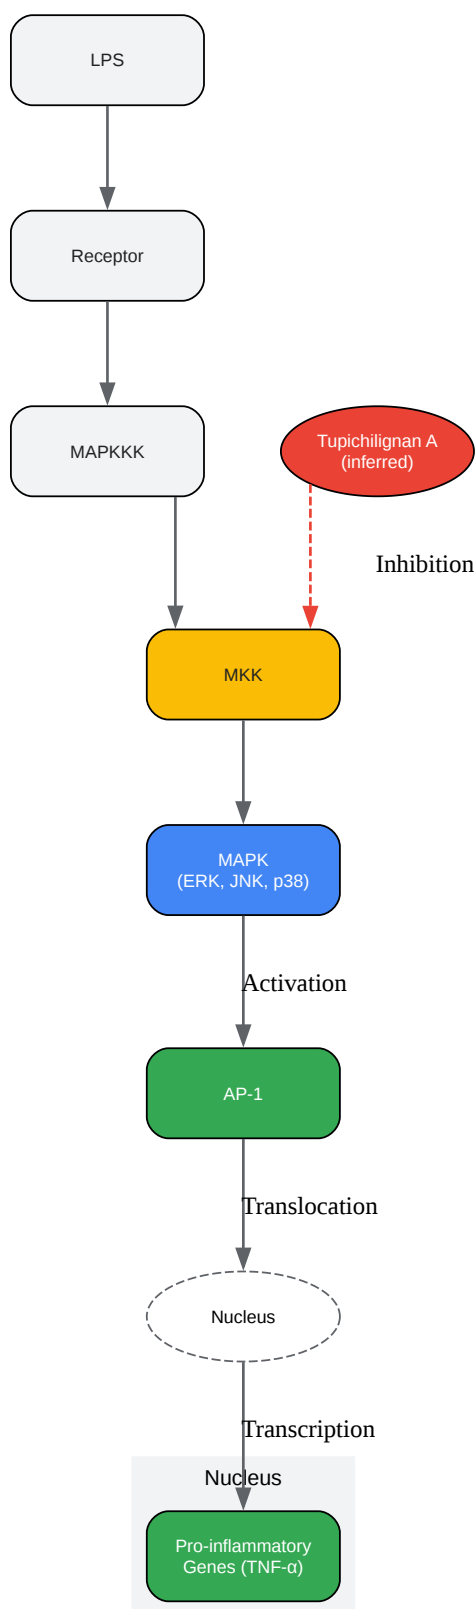 LPS
Receptor
MAPKKK
Tupichilignan A
(inferred)
Inhibition
MKK
MAPK
(ERK, JNK, p38)
Activation
AP-1
Translocation
Nucleus
Transcription
Nucleus
Pro-inflammatory
Genes (TNF-α)